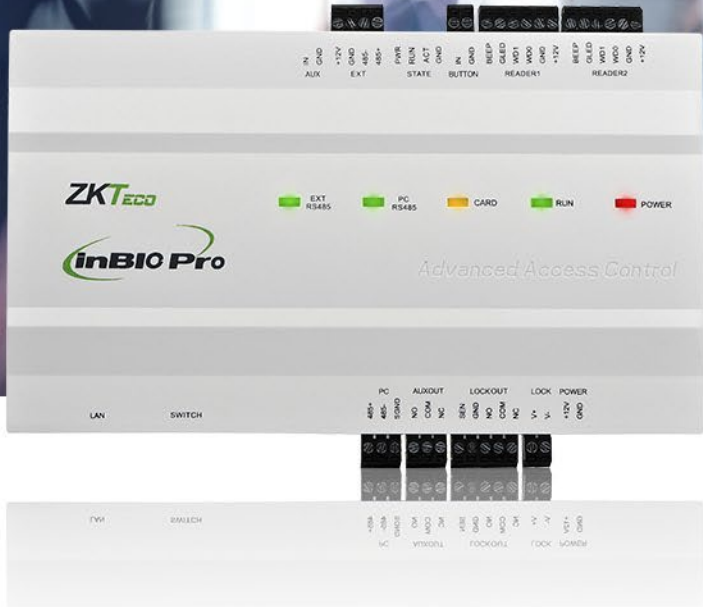 IN GND +12V GND 485- 485+ PWR RUN ACT GND IN GND BEEP GLED WD1 WD0 GND +12V BEEP GLED WD1 WD0 GND +12V
AUX EXT STATE BUTTON READER1 READER2
ZKTeco
EXT RS485
PC RS485
CARD
RUN
POWER
inBIO Pro
Advanced Access Control
PC AUXOUT LOCKOUT LOCK POWER
485+ 485- SGND NO COM NC SEN GND NO COM NC V+ V- +12V GND
LAN SWITCH